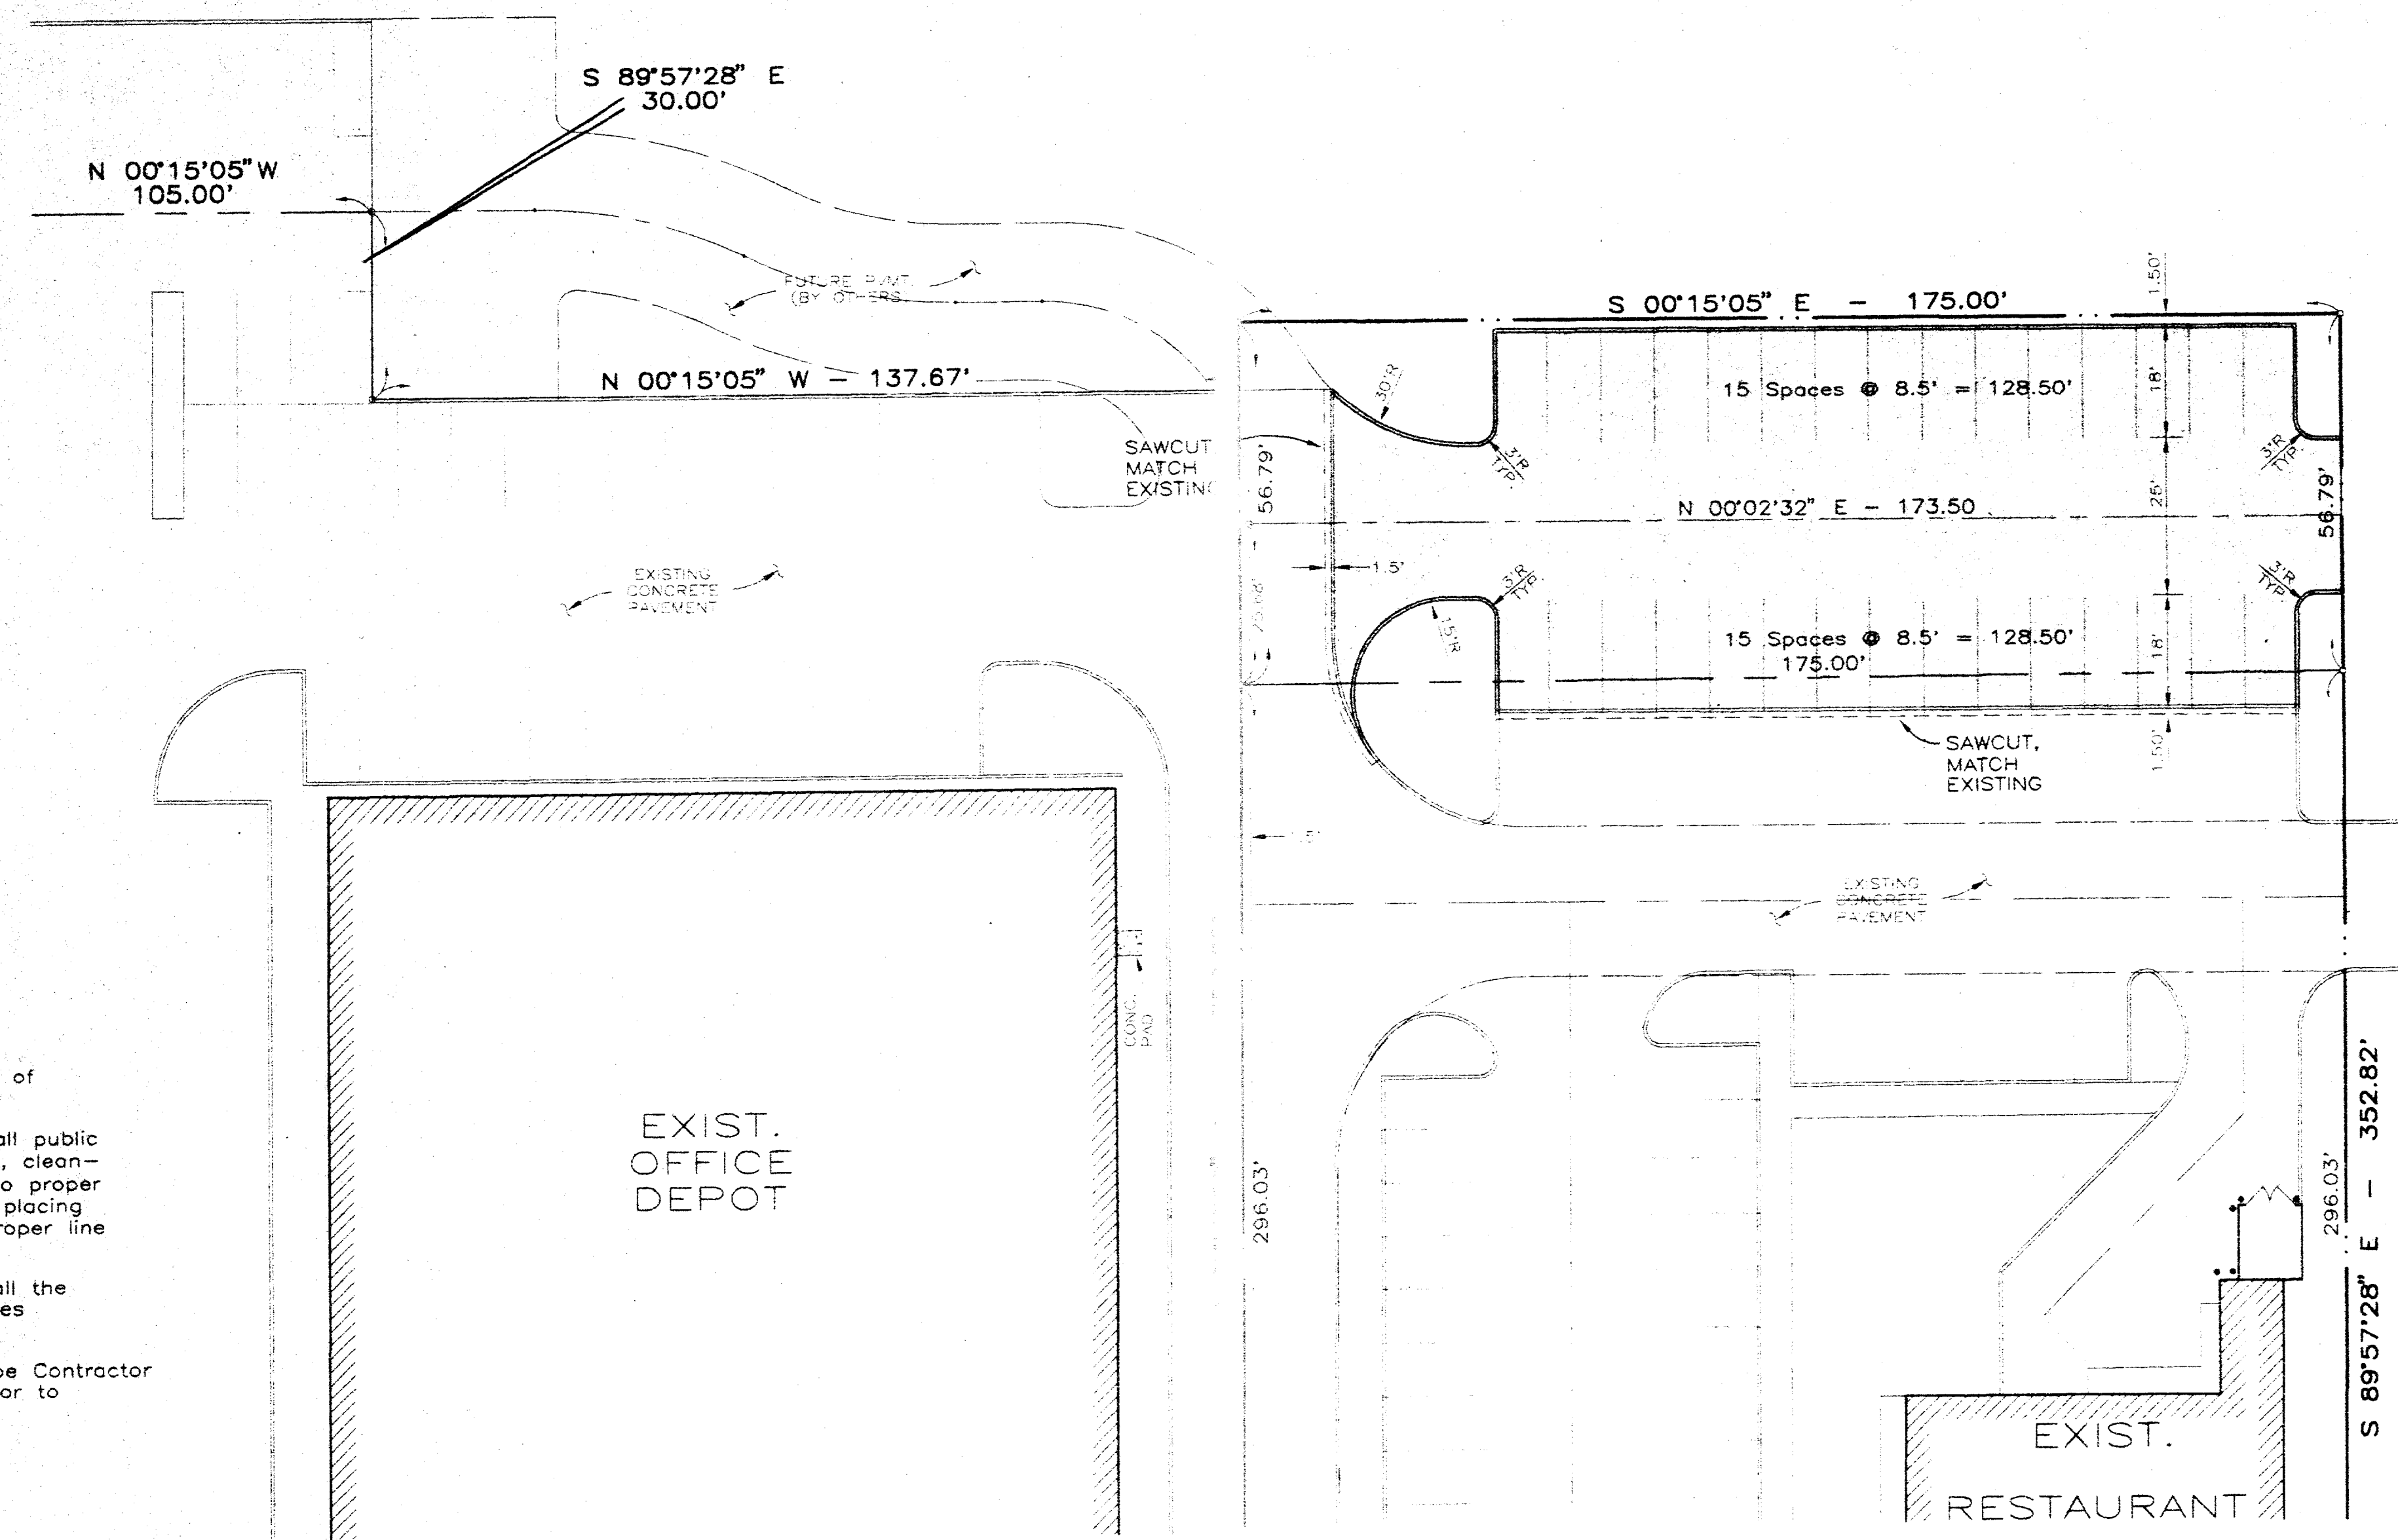 S 89°57'28" E
30.00'
N 00°15'05" W
105.00'
FUTURE PVMT.
(BY OTHERS)
N 00°15'05" W – 137.67'
SAWCUT
MATCH
EXISTING
EXISTING
CONCRETE
PAVEMENT
CONC.
PAD
EXIST.
OFFICE
DEPOT
of
all public
, clean–
o proper
placing
roper line
all the
es
pe Contractor
or to
S 00°15'05" E – 175.00'
1.50'
30'R
15 Spaces @ 8.5' = 128.50'
18'
3'R
TYP.
3'R
TYP.
56.79'
25'
56.79'
N 00°02'32" E – 173.50
1.5'
3'R
TYP.
3'R
TYP.
15'R
15 Spaces @ 8.5' = 128.50'
175.00'
18'
SAWCUT,
MATCH
EXISTING
1.50'
EXISTING
CONCRETE
PAVEMENT
296.03'
296.03'
S 89°57'28" E – 352.82'
EXIST.
RESTAURANT